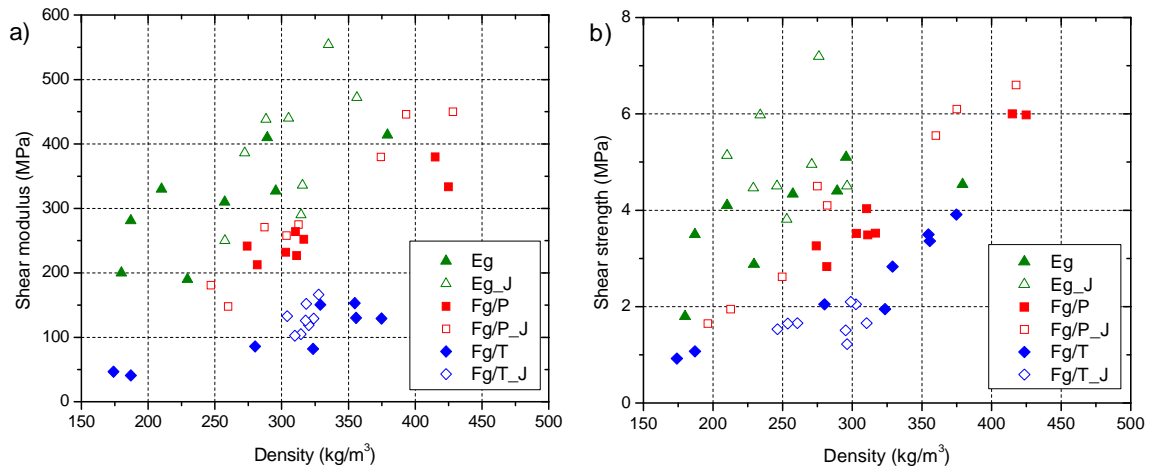 a)
Shear modulus (MPa)
600
500
400
300
200
100
0
100 150 200 250 300 350 400 450 500
Density (kg/m³)
Eg
Eg_J
Fg/P
Fg/P_J
Fg/T
Fg/T_J
b)
Shear strength (MPa)
8
6
4
2
0
150 200 250 300 350 400 450 500
Density (kg/m³)
Eg
Eg_J
Fg/P
Fg/P_J
Fg/T
Fg/T_J